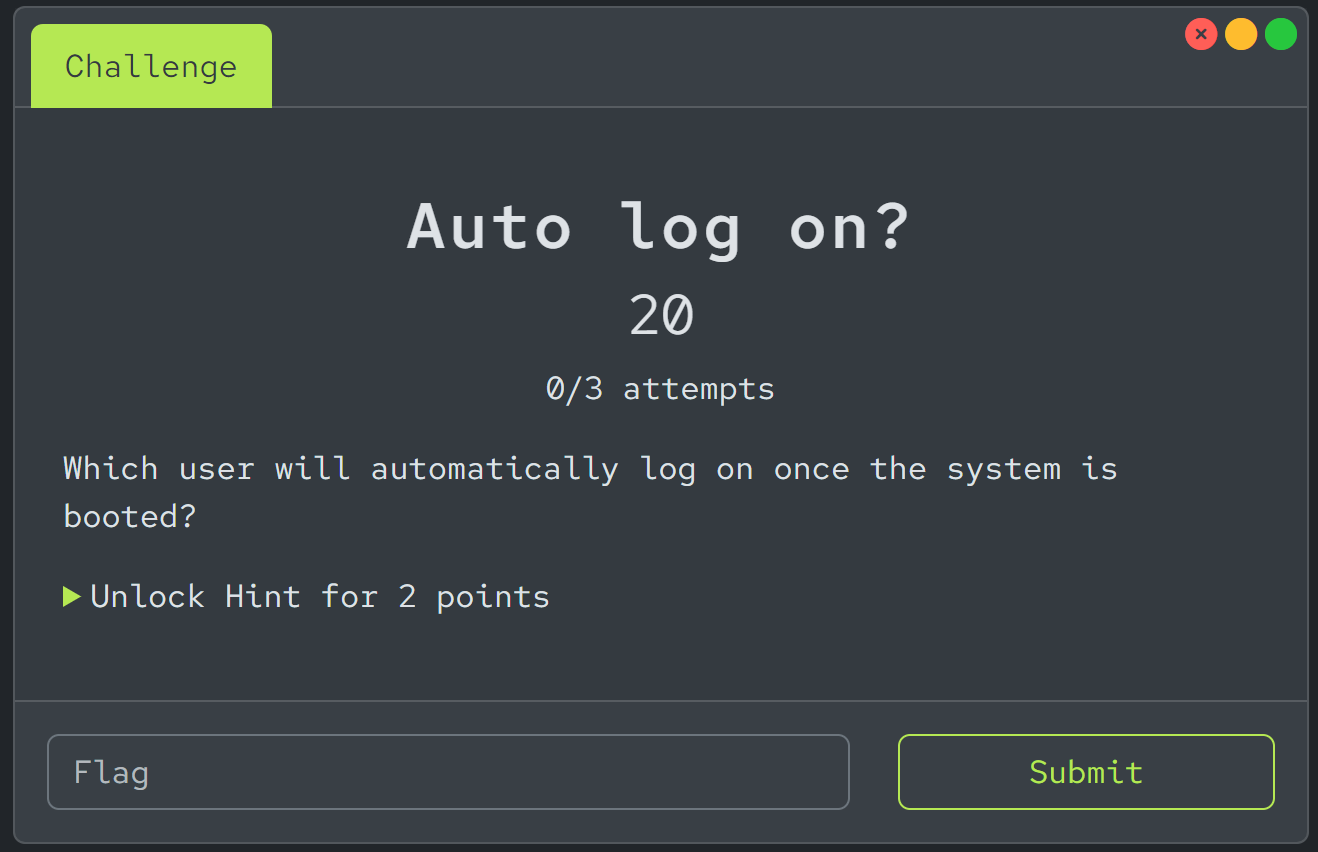 Challenge
Auto log on?
20
0/3 attempts
Which user will automatically log on once the system is
booted?
Unlock Hint for 2 points
Flag
Submit